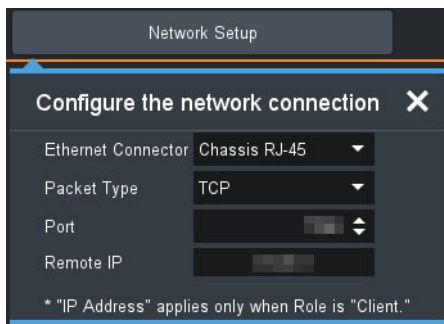 Network Setup
Configure the network connection
Ethernet Connector Chassis RJ-45
Packet Type TCP
Port
Remote IP
* "IP Address" applies only when Role is "Client."